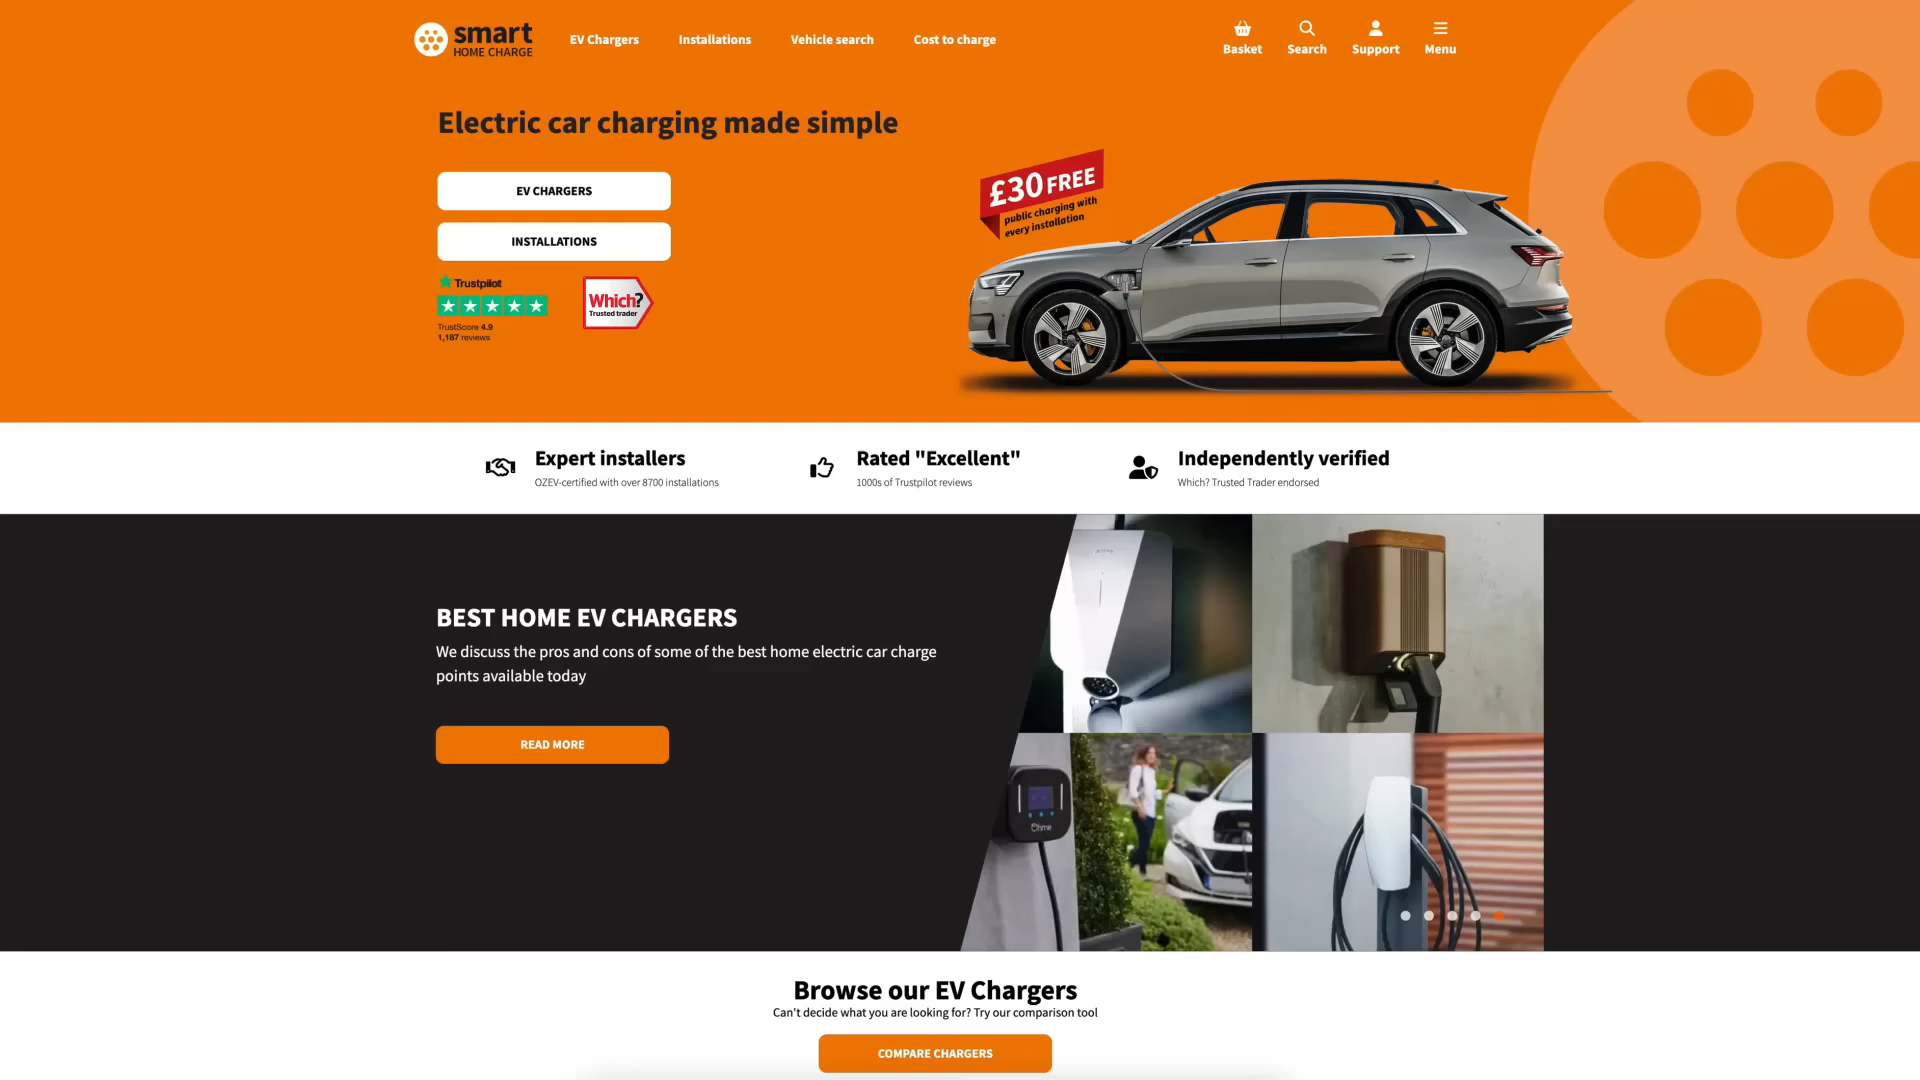 smart
HOME CHARGE
EV Chargers
Installations
Vehicle search
Cost to charge
Basket
Search
Support
Menu
Electric car charging made simple
EV CHARGERS
INSTALLATIONS
Trustpilot
TrustScore 4.9
1,187 reviews
Which?
Trusted trader
£30 FREE
public charging with
every installation
Expert installers
OZEV-certified with over 8700 installations
Rated "Excellent"
1000s of Trustpilot reviews
Independently verified
Which? Trusted Trader endorsed
BEST HOME EV CHARGERS
We discuss the pros and cons of some of the best home electric car charge
points available today
READ MORE
Ohme
Browse our EV Chargers
Can't decide what you are looking for? Try our comparison tool
COMPARE CHARGERS